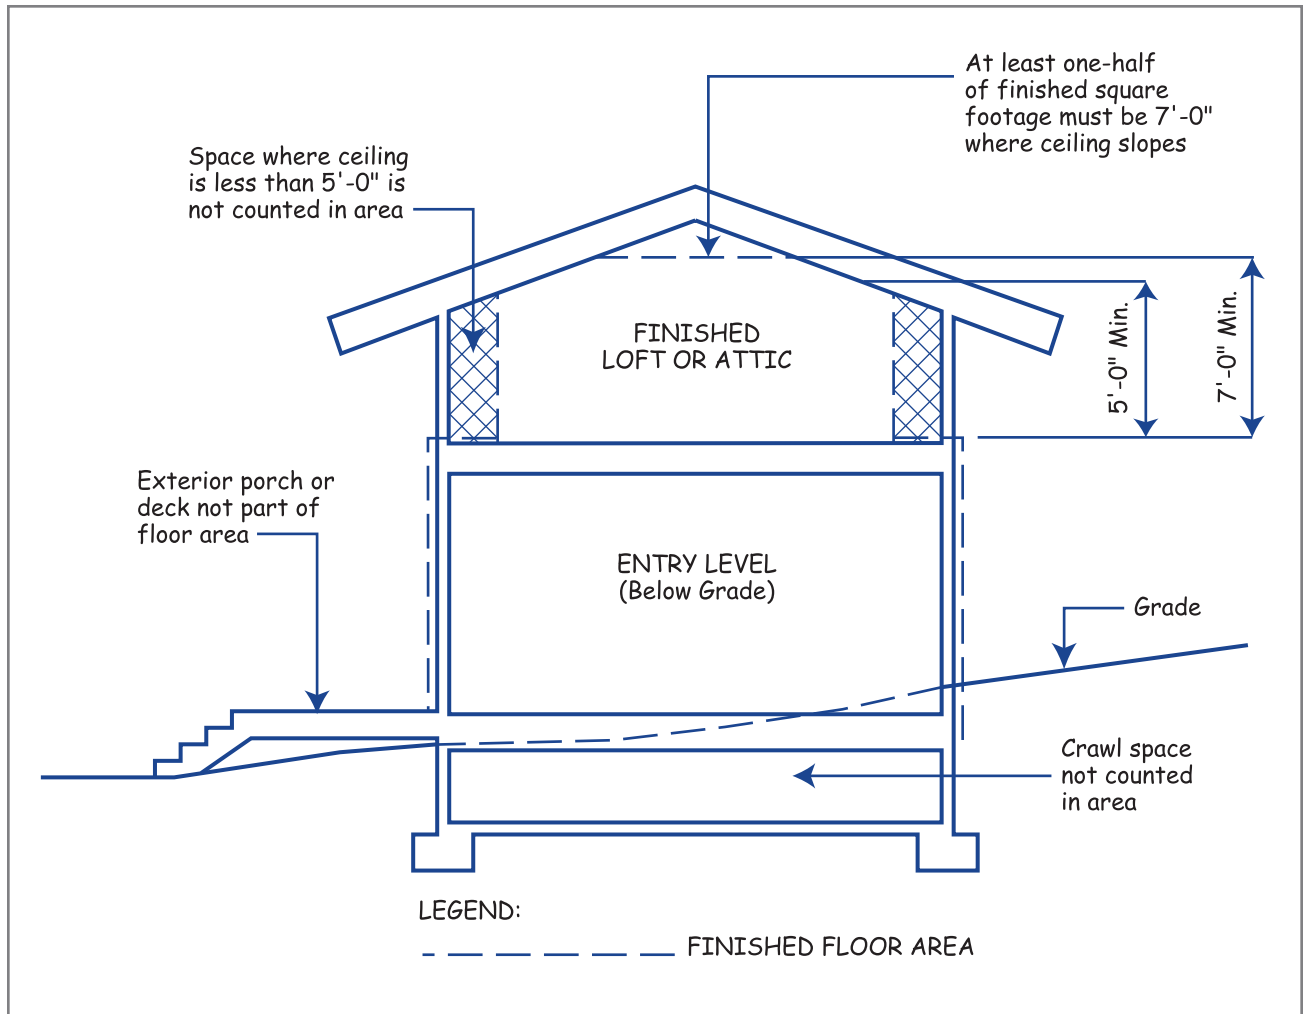 At least one-half
of finished square
footage must be 7'-0"
where ceiling slopes
Space where ceiling
is less than 5'-0" is
not counted in area
FINISHED
LOFT OR ATTIC
5'-0" Min.
7'-0" Min.
Exterior porch or
deck not part of
floor area
ENTRY LEVEL
(Below Grade)
Grade
Crawl space
not counted
in area
LEGEND:
FINISHED FLOOR AREA